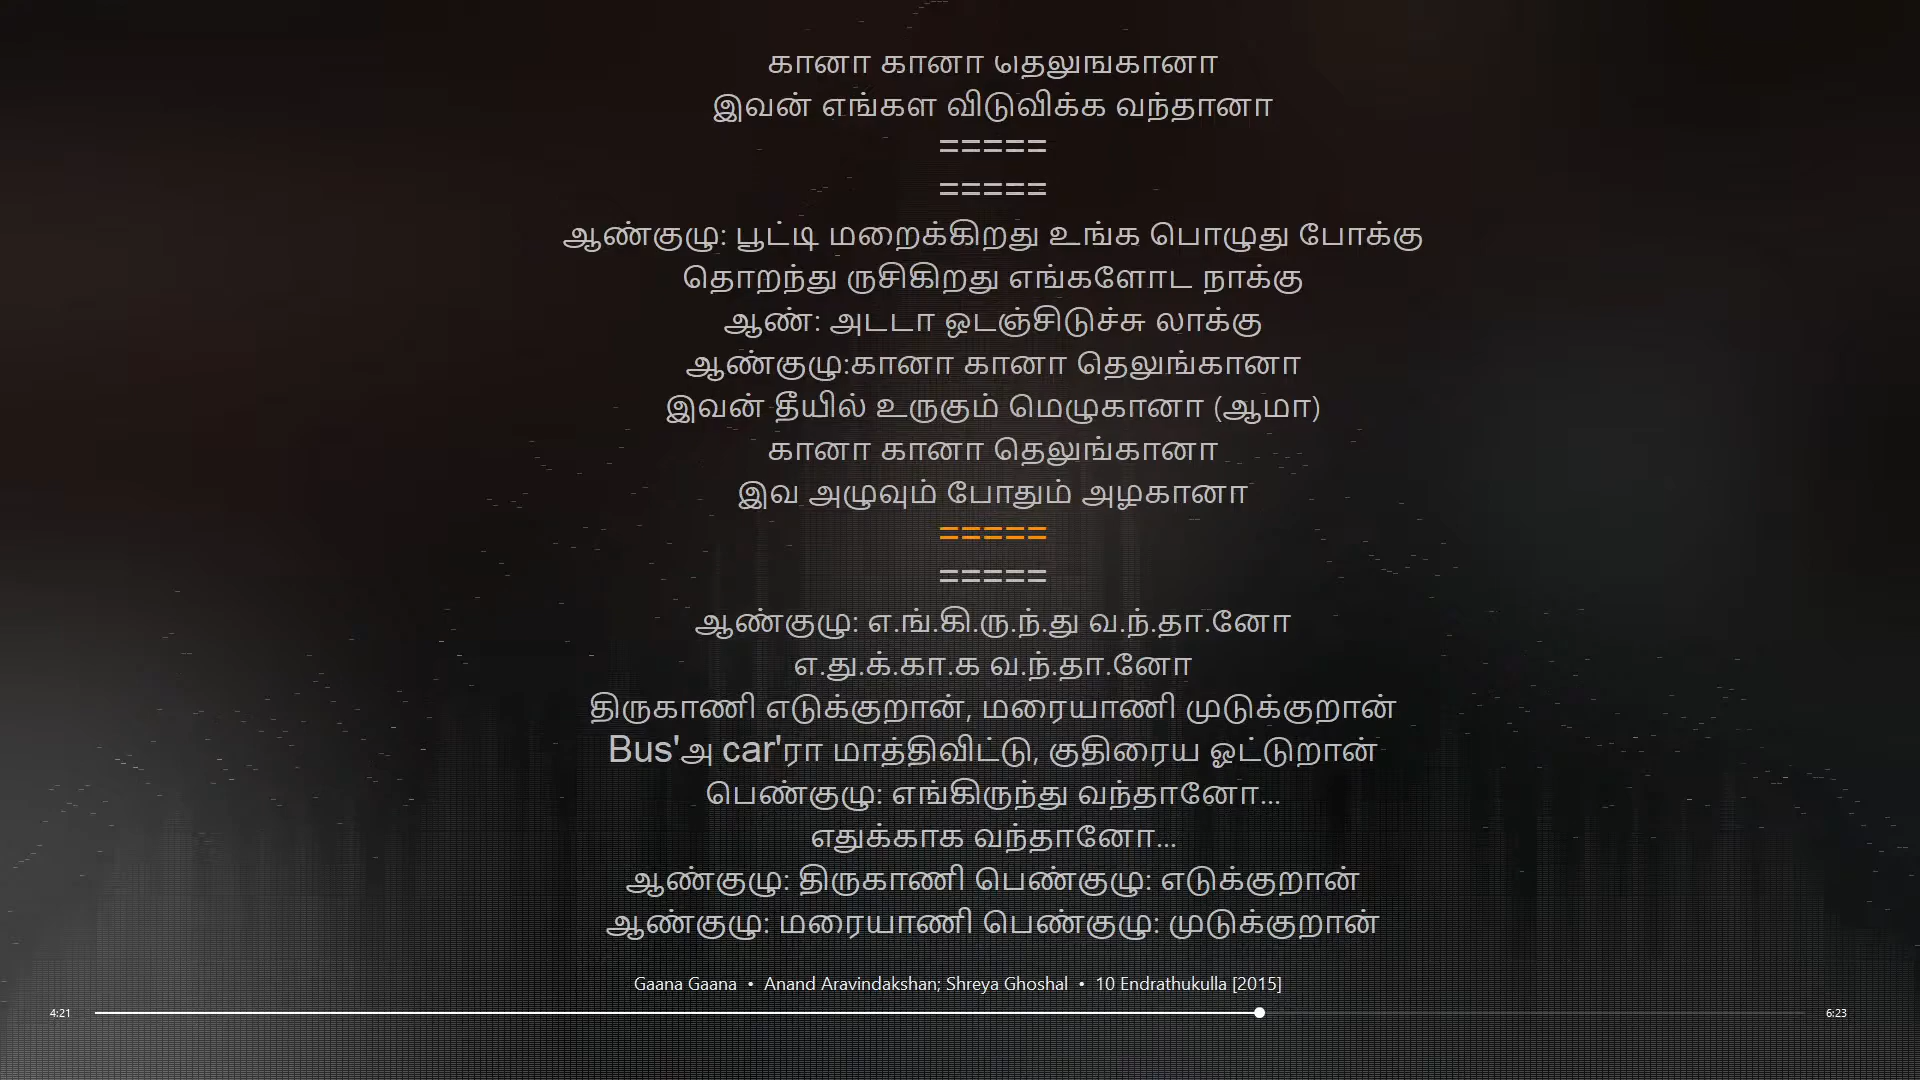 கானா கானா தெலுங்கானா
இவன் எங்கள விடுவிக்க வந்தானா
=====
=====
ஆண்குழு: பூட்டி மறைக்கிறது உங்க பொழுது போக்கு
தொறந்து ருசிகிறது எங்களோட நாக்கு
ஆண்: அடடா ஒடஞ்சிடுச்சு லாக்கு
ஆண்குழு:கானா கானா தெலுங்கானா
இவன் தீயில் உருகும் மெழுகானா (ஆமா)
கானா கானா தெலுங்கானா
இவ அழுவும் போதும் அழகானா
=====
=====
ஆண்குழு: எ.ங்.கி.ரு.ந்.து வ.ந்.தா.னோ
எ.து.க்.கா.க வ.ந்.தா.னோ
திருகாணி எடுக்குறான், மரையாணி முடுக்குறான்
Bus'அ car'ரா மாத்திவிட்டு, குதிரைய ஓட்டுறான்
பெண்குழு: எங்கிருந்து வந்தானோ...
எதுக்காக வந்தானோ...
ஆண்குழு: திருகாணி பெண்குழு: எடுக்குறான்
ஆண்குழு: மரையாணி பெண்குழு: முடுக்குறான்
Gaana Gaana • Anand Aravindakshan; Shreya Ghoshal • 10 Endrathukulla [2015]
4:21
6:23